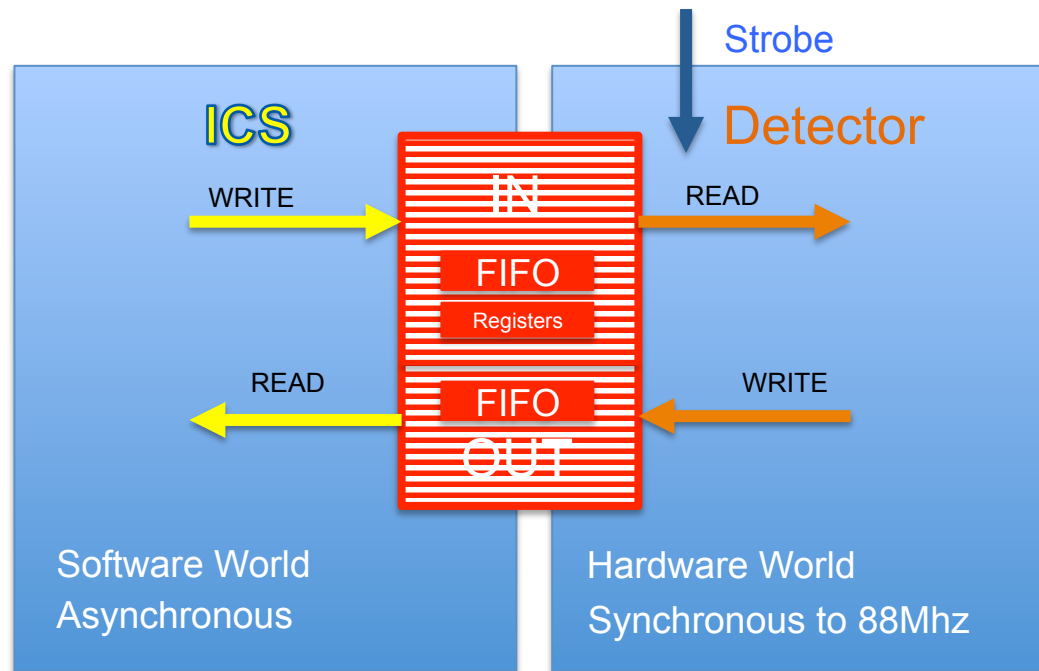 Strobe
ICS
Detector
WRITE
IN
READ
FIFO
Registers
READ
FIFO
WRITE
OUT
Software World
Asynchronous
Hardware World
Synchronous to 88Mhz